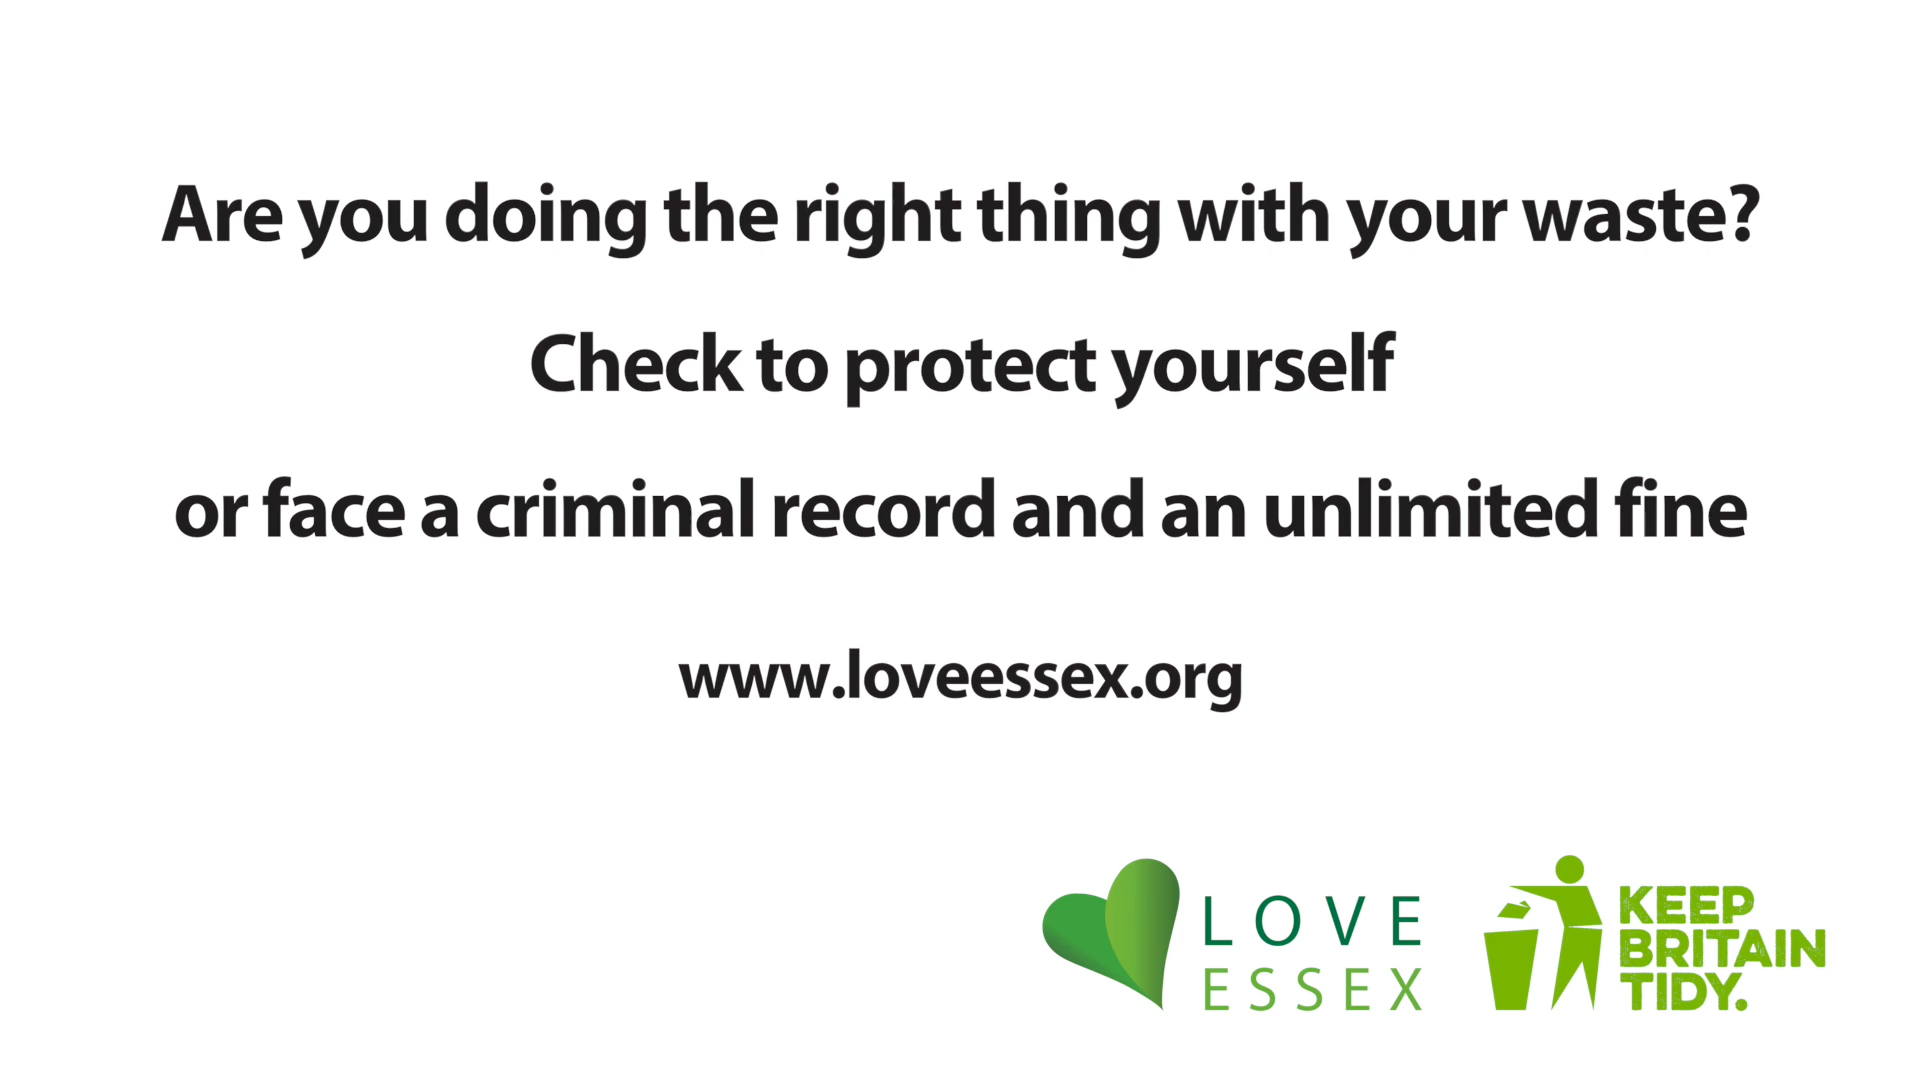 Are you doing the right thing with your waste?
Check to protect yourself
or face a criminal record and an unlimited fine
www.loveessex.org
LOVE
ESSEX
KEEP
BRITAIN
TIDY.